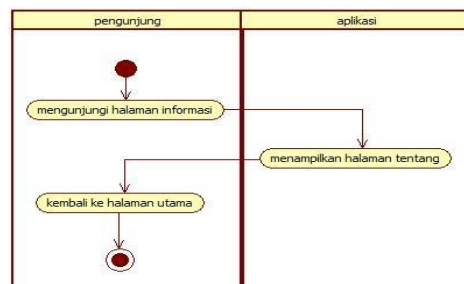 pengunjung
aplikasi
mengunjungi halaman informasi
menampilkan halaman tentang
kembali ke halaman utama